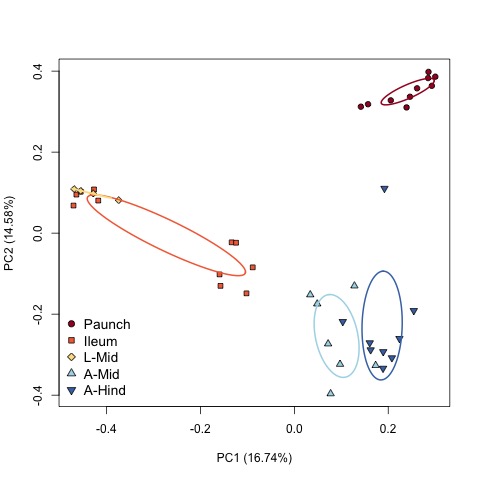 0.4
0.2
0.0
-0.2
-0.4
PC2 (14.58%)
Paunch
Ileum
L-Mid
A-Mid
A-Hind
-0.4 -0.2 0.0 0.2
PC1 (16.74%)